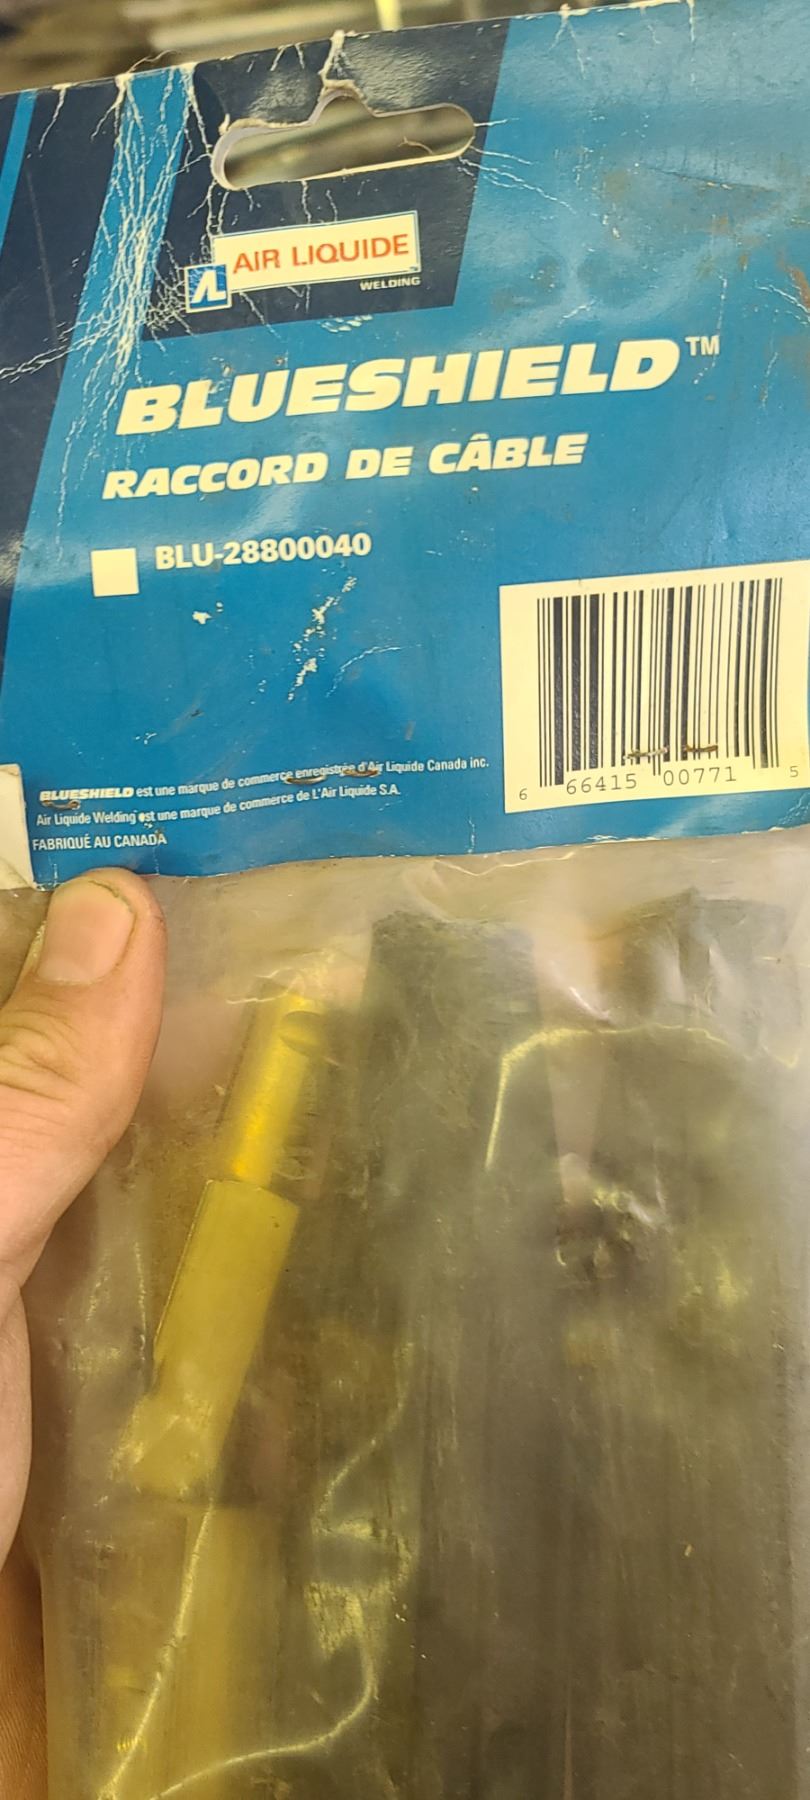 AIR LIQUIDE
WELDING
BLUESHIELD™
RACCORD DE CÂBLE
BLU-28800040
BLUESHIELD est une marque de commerce enregistrée d'Air Liquide Canada inc.
Air Liquide Welding est une marque de commerce de L'Air Liquide S.A.
FABRIQUÉ AU CANADA
6 66415 00771 5